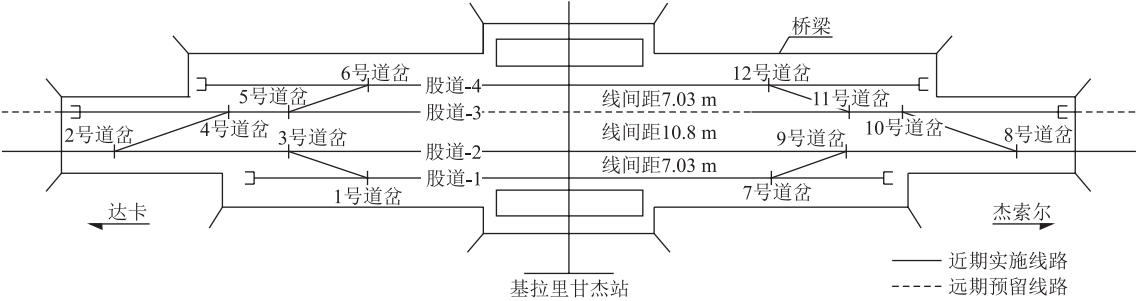 桥梁
6号道岔
12号道岔
5号道岔
股道-4
线间距7.03 m
11号道岔
股道-3
2号道岔
4号道岔
3号道岔
线间距10.8 m
9号道岔
10号道岔
8号道岔
股道-2
线间距7.03 m
1号道岔
股道-1
7号道岔
达卡
杰索尔
基拉里甘杰站
近期实施线路
远期预留线路